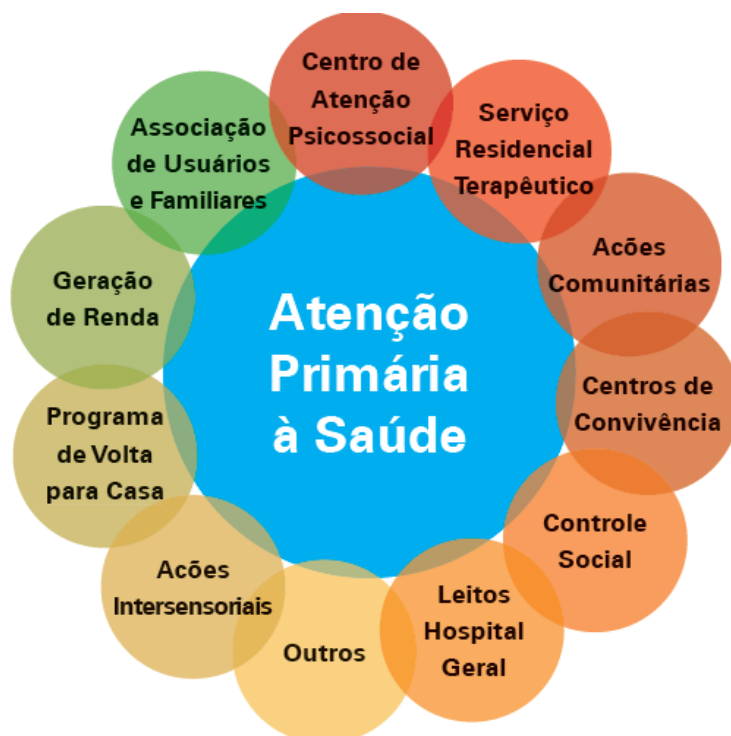 Centro de
Atenção
Psicossocial
Serviço
Residencial
Terapêutico
Acões
Comunitárias
Centros de
Convivência
Controle
Social
Leitos
Hospital
Geral
Outros
Acões
Intersensoriais
Programa
de Volta
para Casa
Geração
de Renda
Associação
de Usuários
e Familiares
Atenção
Primária
à Saúde